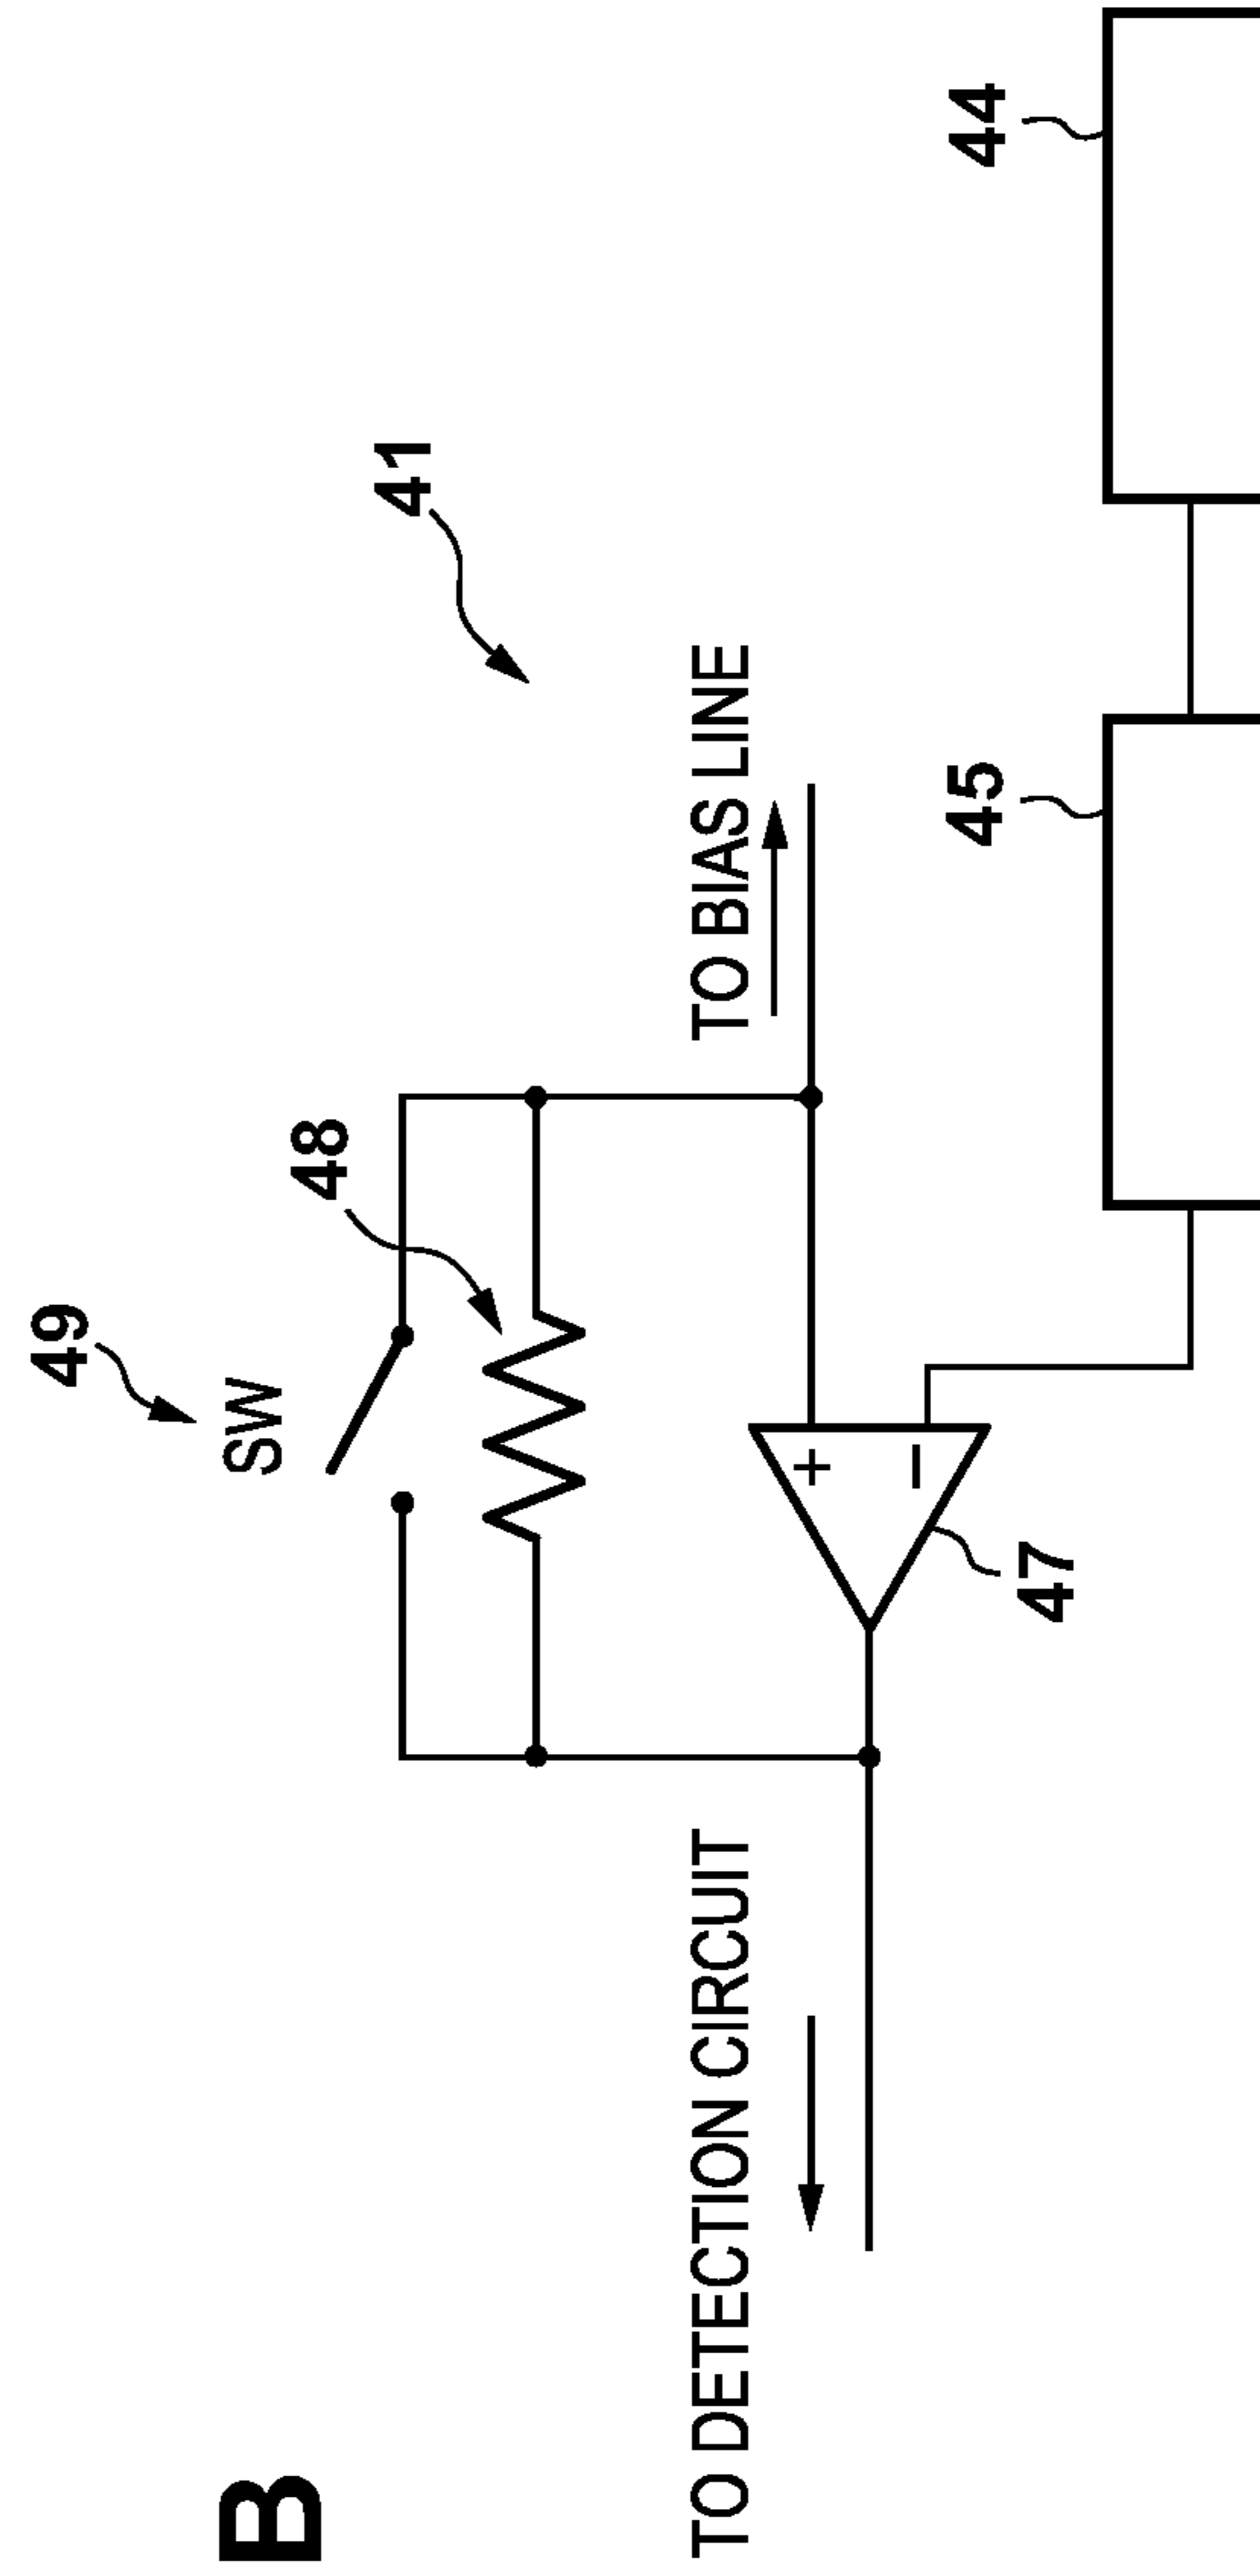 B
49
SW
48
41
TO DETECTION CIRCUIT
TO BIAS LINE
+
−
47
45
44